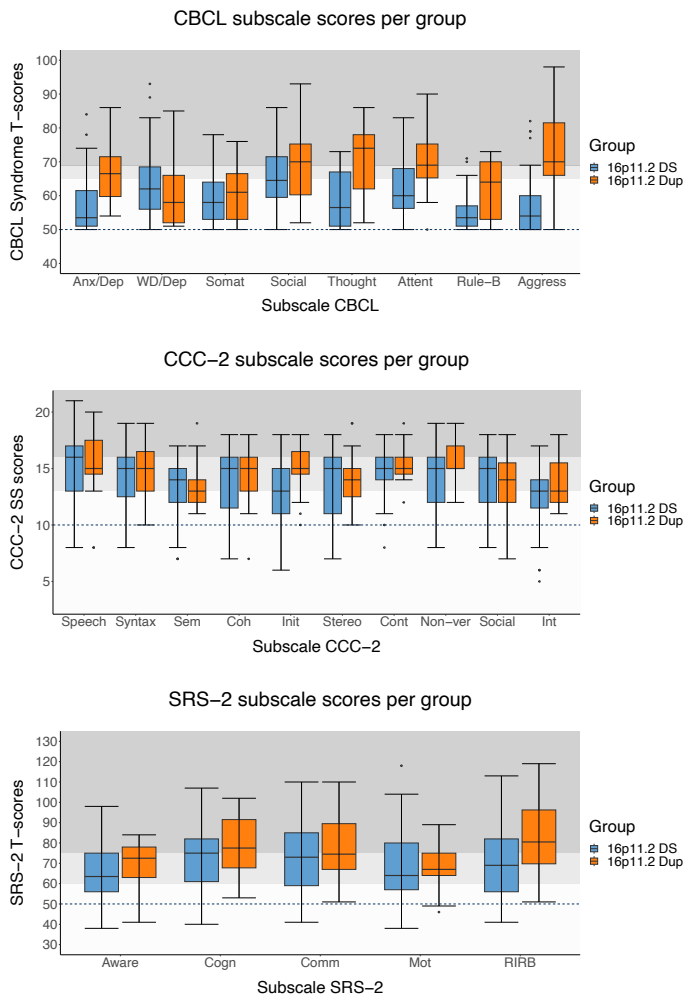 CBCL subscale scores per group
CBCL Syndrome T−scores
100
90
80
70
60
50
40
Anx/Dep WD/Dep Somat Social Thought Attent Rule−B Aggress
Subscale CBCL
Group
16p11.2 DS
16p11.2 Dup
CCC−2 subscale scores per group
CCC−2 SS scores
20
15
10
5
Speech Syntax Sem Coh Init Stereo Cont Non−ver Social Int
Subscale CCC−2
Group
16p11.2 DS
16p11.2 Dup
SRS−2 subscale scores per group
SRS−2 T−scores
130
120
110
100
90
80
70
60
50
40
30
Aware Cogn Comm Mot RIRB
Subscale SRS−2
Group
16p11.2 DS
16p11.2 Dup